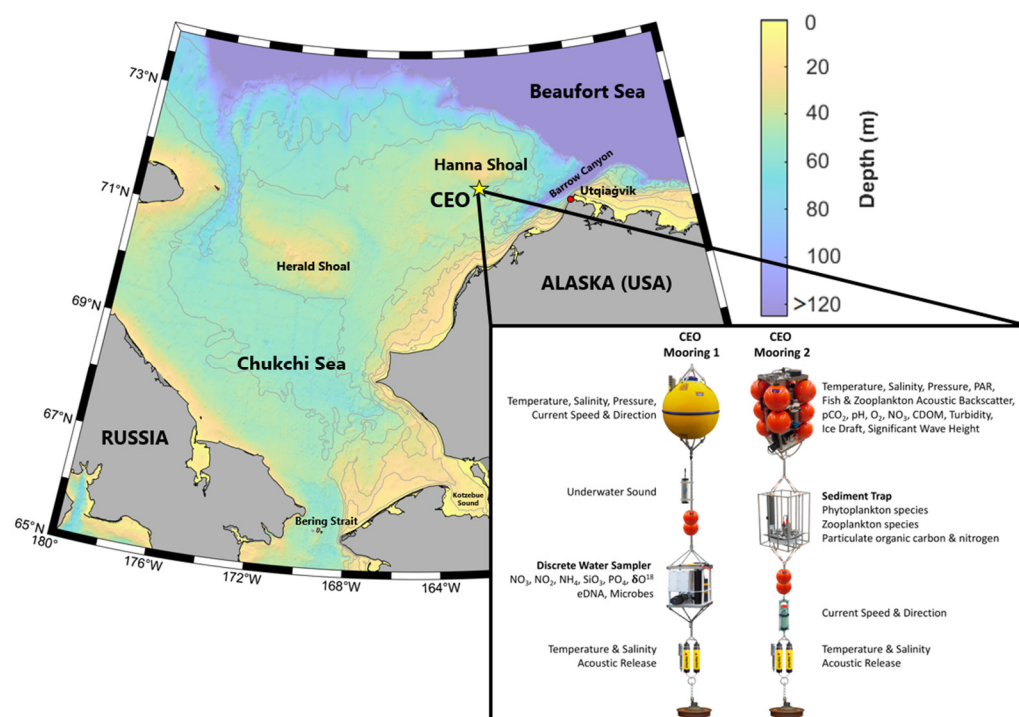 73°N
71°N
69°N
67°N
65°N
180°
176°W
172°W
168°W
164°W
Beaufort Sea
Hanna Shoal
CEO
Barrow Canyon
Utqiaġvik
Herald Shoal
ALASKA (USA)
Chukchi Sea
RUSSIA
Kotzebue
Sound
Bering Strait
0
20
40
60
80
100
>120
Depth (m)
CEO
Mooring 1
Temperature, Salinity, Pressure,
Current Speed & Direction
Underwater Sound
Discrete Water Sampler
NO₃, NO₂, NH₄, SiO₃, PO₄, δO¹⁸
eDNA, Microbes
Temperature & Salinity
Acoustic Release
CEO
Mooring 2
Temperature, Salinity, Pressure, PAR,
Fish & Zooplankton Acoustic Backscatter,
pCO₂, pH, O₂, NO₃, CDOM, Turbidity,
Ice Draft, Significant Wave Height
Sediment Trap
Phytoplankton species
Zooplankton species
Particulate organic carbon & nitrogen
Current Speed & Direction
Temperature & Salinity
Acoustic Release